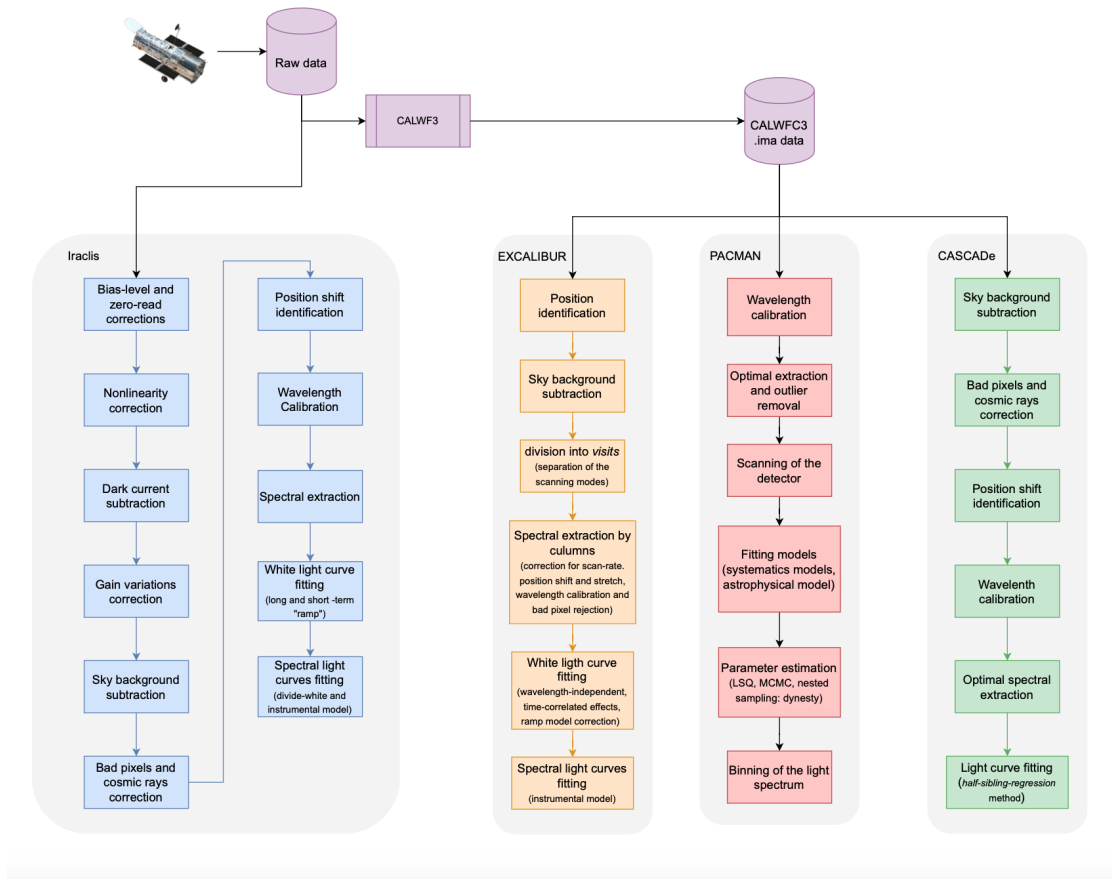 Raw data
CALWF3
CALWFC3
.ima data
Iraclis
Bias-level and
zero-read
corrections
Nonlinearity
correction
Dark current
subtraction
Gain variations
correction
Sky background
subtraction
Bad pixels and
cosmic rays
correction
Position shift
identification
Wavelength
Calibration
Spectral extraction
White light curve
fitting
(long and short -term
"ramp")
Spectral light
curves fitting
(divide-white and
instrumental model)
EXCALIBUR
Position
identification
Sky background
subtraction
division into visits
(separation of the
scanning modes)
Spectral extraction by
culumns
(correction for scan-rate.
position shift and stretch,
wavelength calibration and
bad pixel rejection)
White ligth curve
fitting
(wavelength-independent,
time-correlated effects,
ramp model correction)
Spectral light curves
fitting
(instrumental model)
PACMAN
Wavelength
calibration
Optimal extraction
and outlier
removal
Scanning of the
detector
Fitting models
(systematics models,
astrophysical model)
Parameter estimation
(LSQ, MCMC, nested
sampling: dynesty)
Binning of the light
spectrum
CASCADe
Sky background
subtraction
Bad pixels and
cosmic rays
correction
Position shift
identification
Wavelenth
calibration
Optimal spectral
extraction
Light curve fitting
(half-sibling-regression
method)